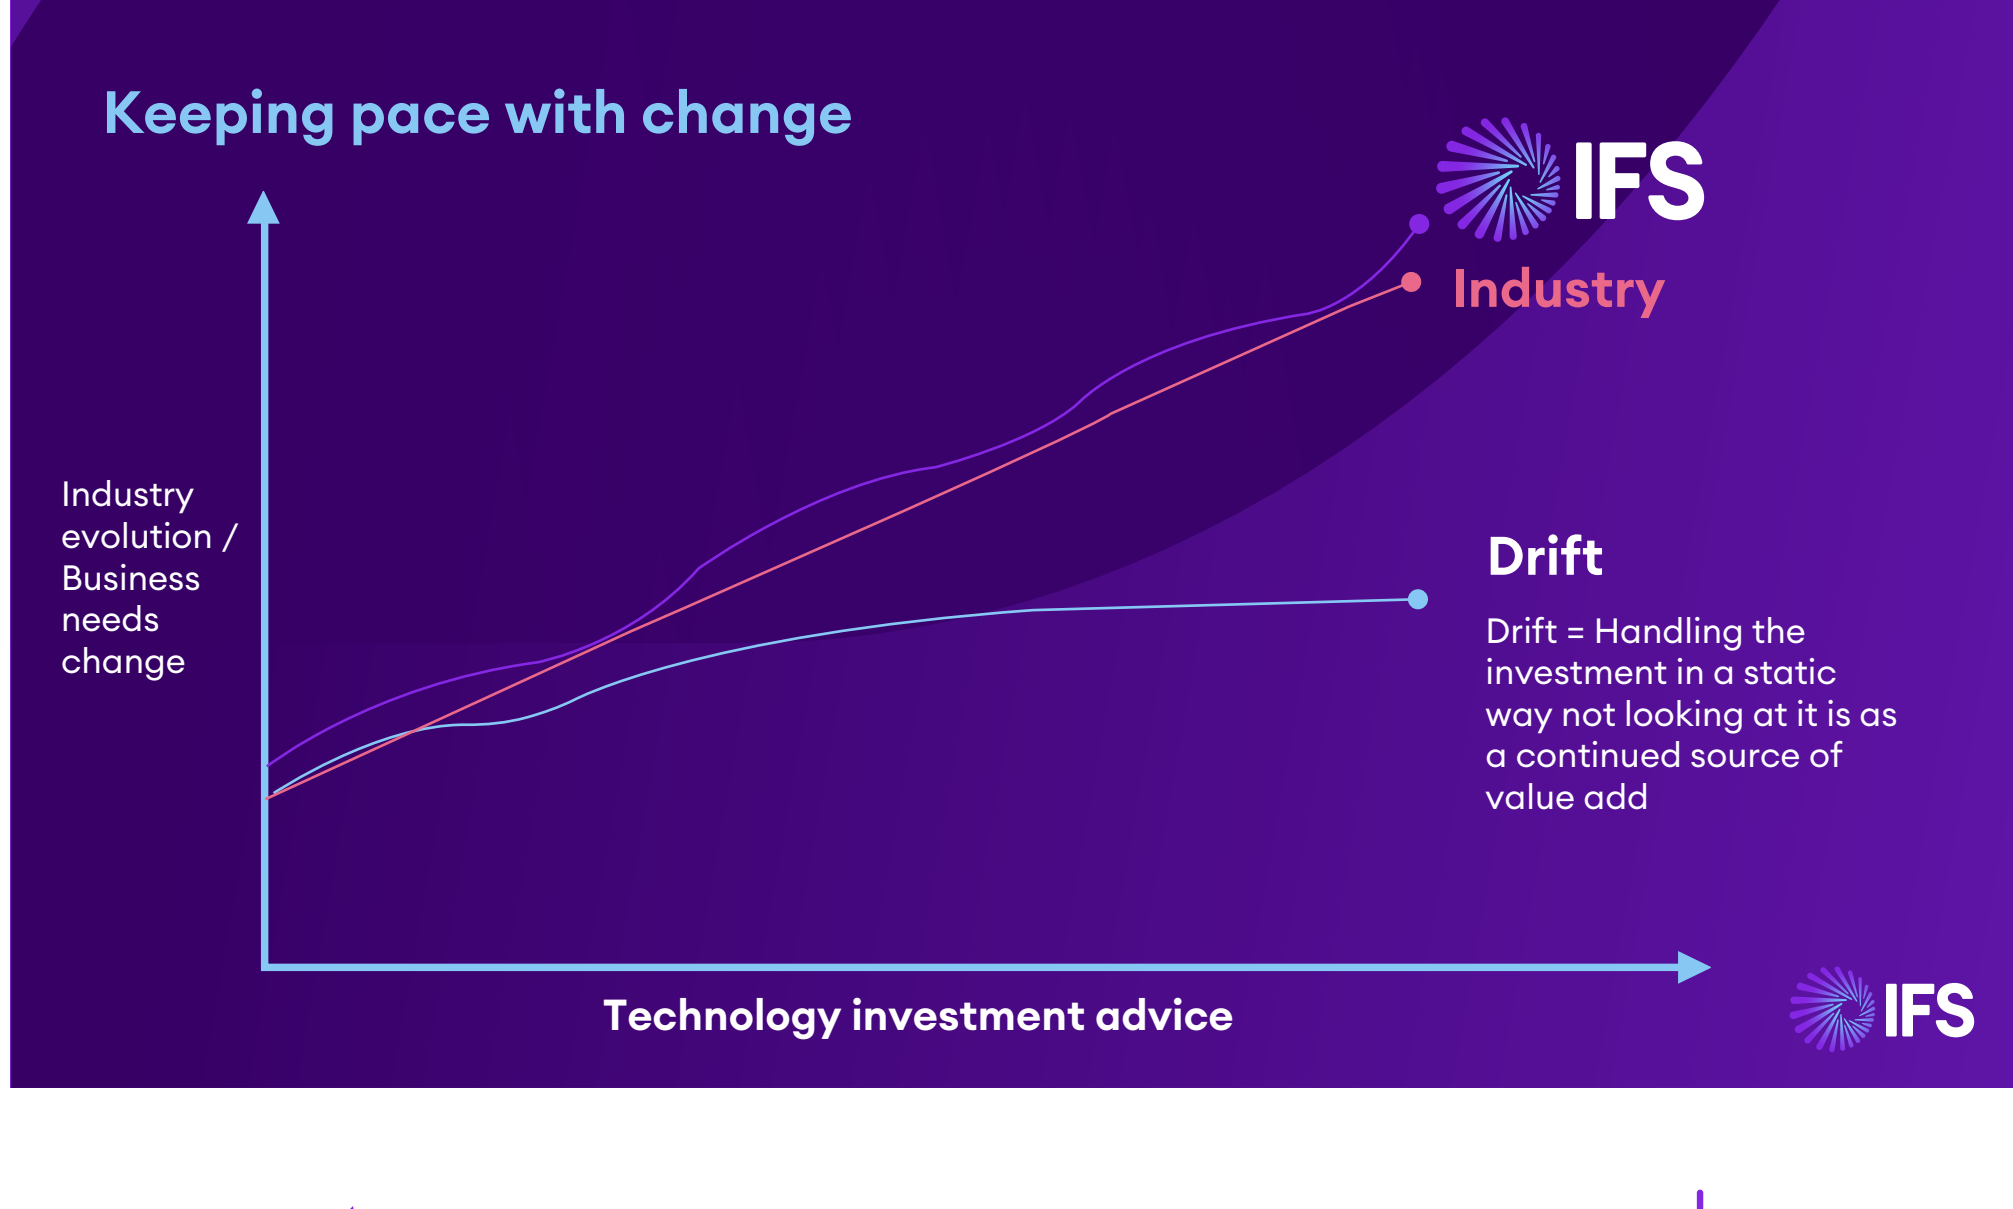 Keeping pace with change
IFS
Industry
Industry
evolution /
Business
needs
change
Drift
Drift = Handling the
investment in a static
way not looking at it is as
a continued source of
value add
Technology investment advice
IFS